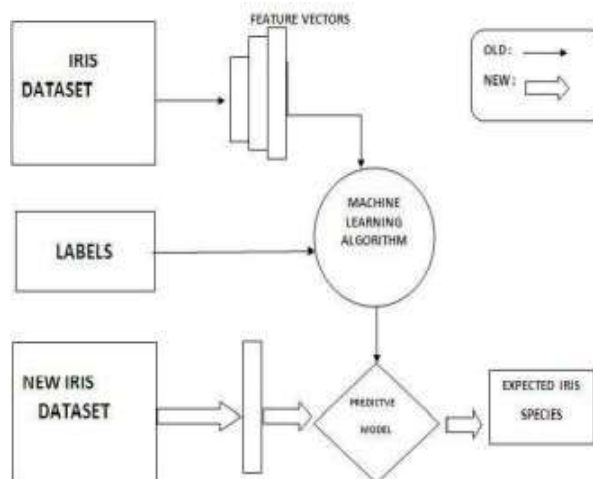 FEATURE VECTORS
IRIS
DATASET
OLD:
NEW:
MACHINE
LEARNING
ALGORITHM
LABELS
NEW IRIS
DATASET
PREDICTVE
MODEL
EXPECTED IRIS
SPECIES